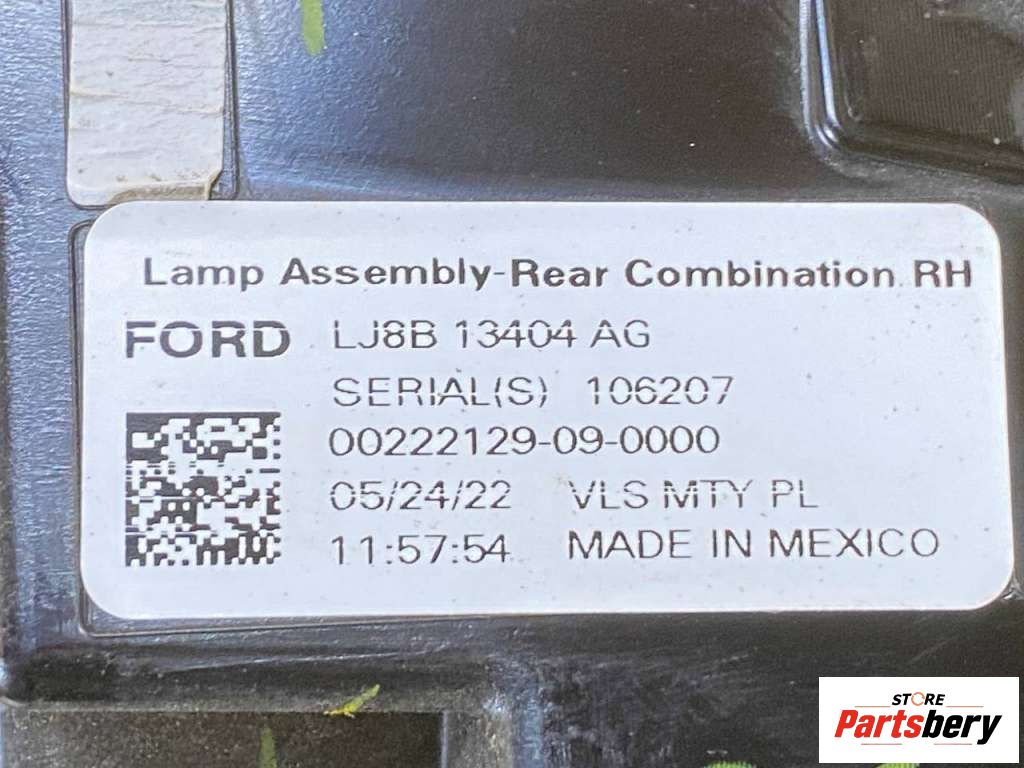 Lamp Assembly-Rear Combination RH
FORD LJ8B 13404 AG
SERIAL(S) 106207
00222129-09-0000
05/24/22 VLS MTY PL
11:57:54 MADE IN MEXICO
STORE
Partsbery